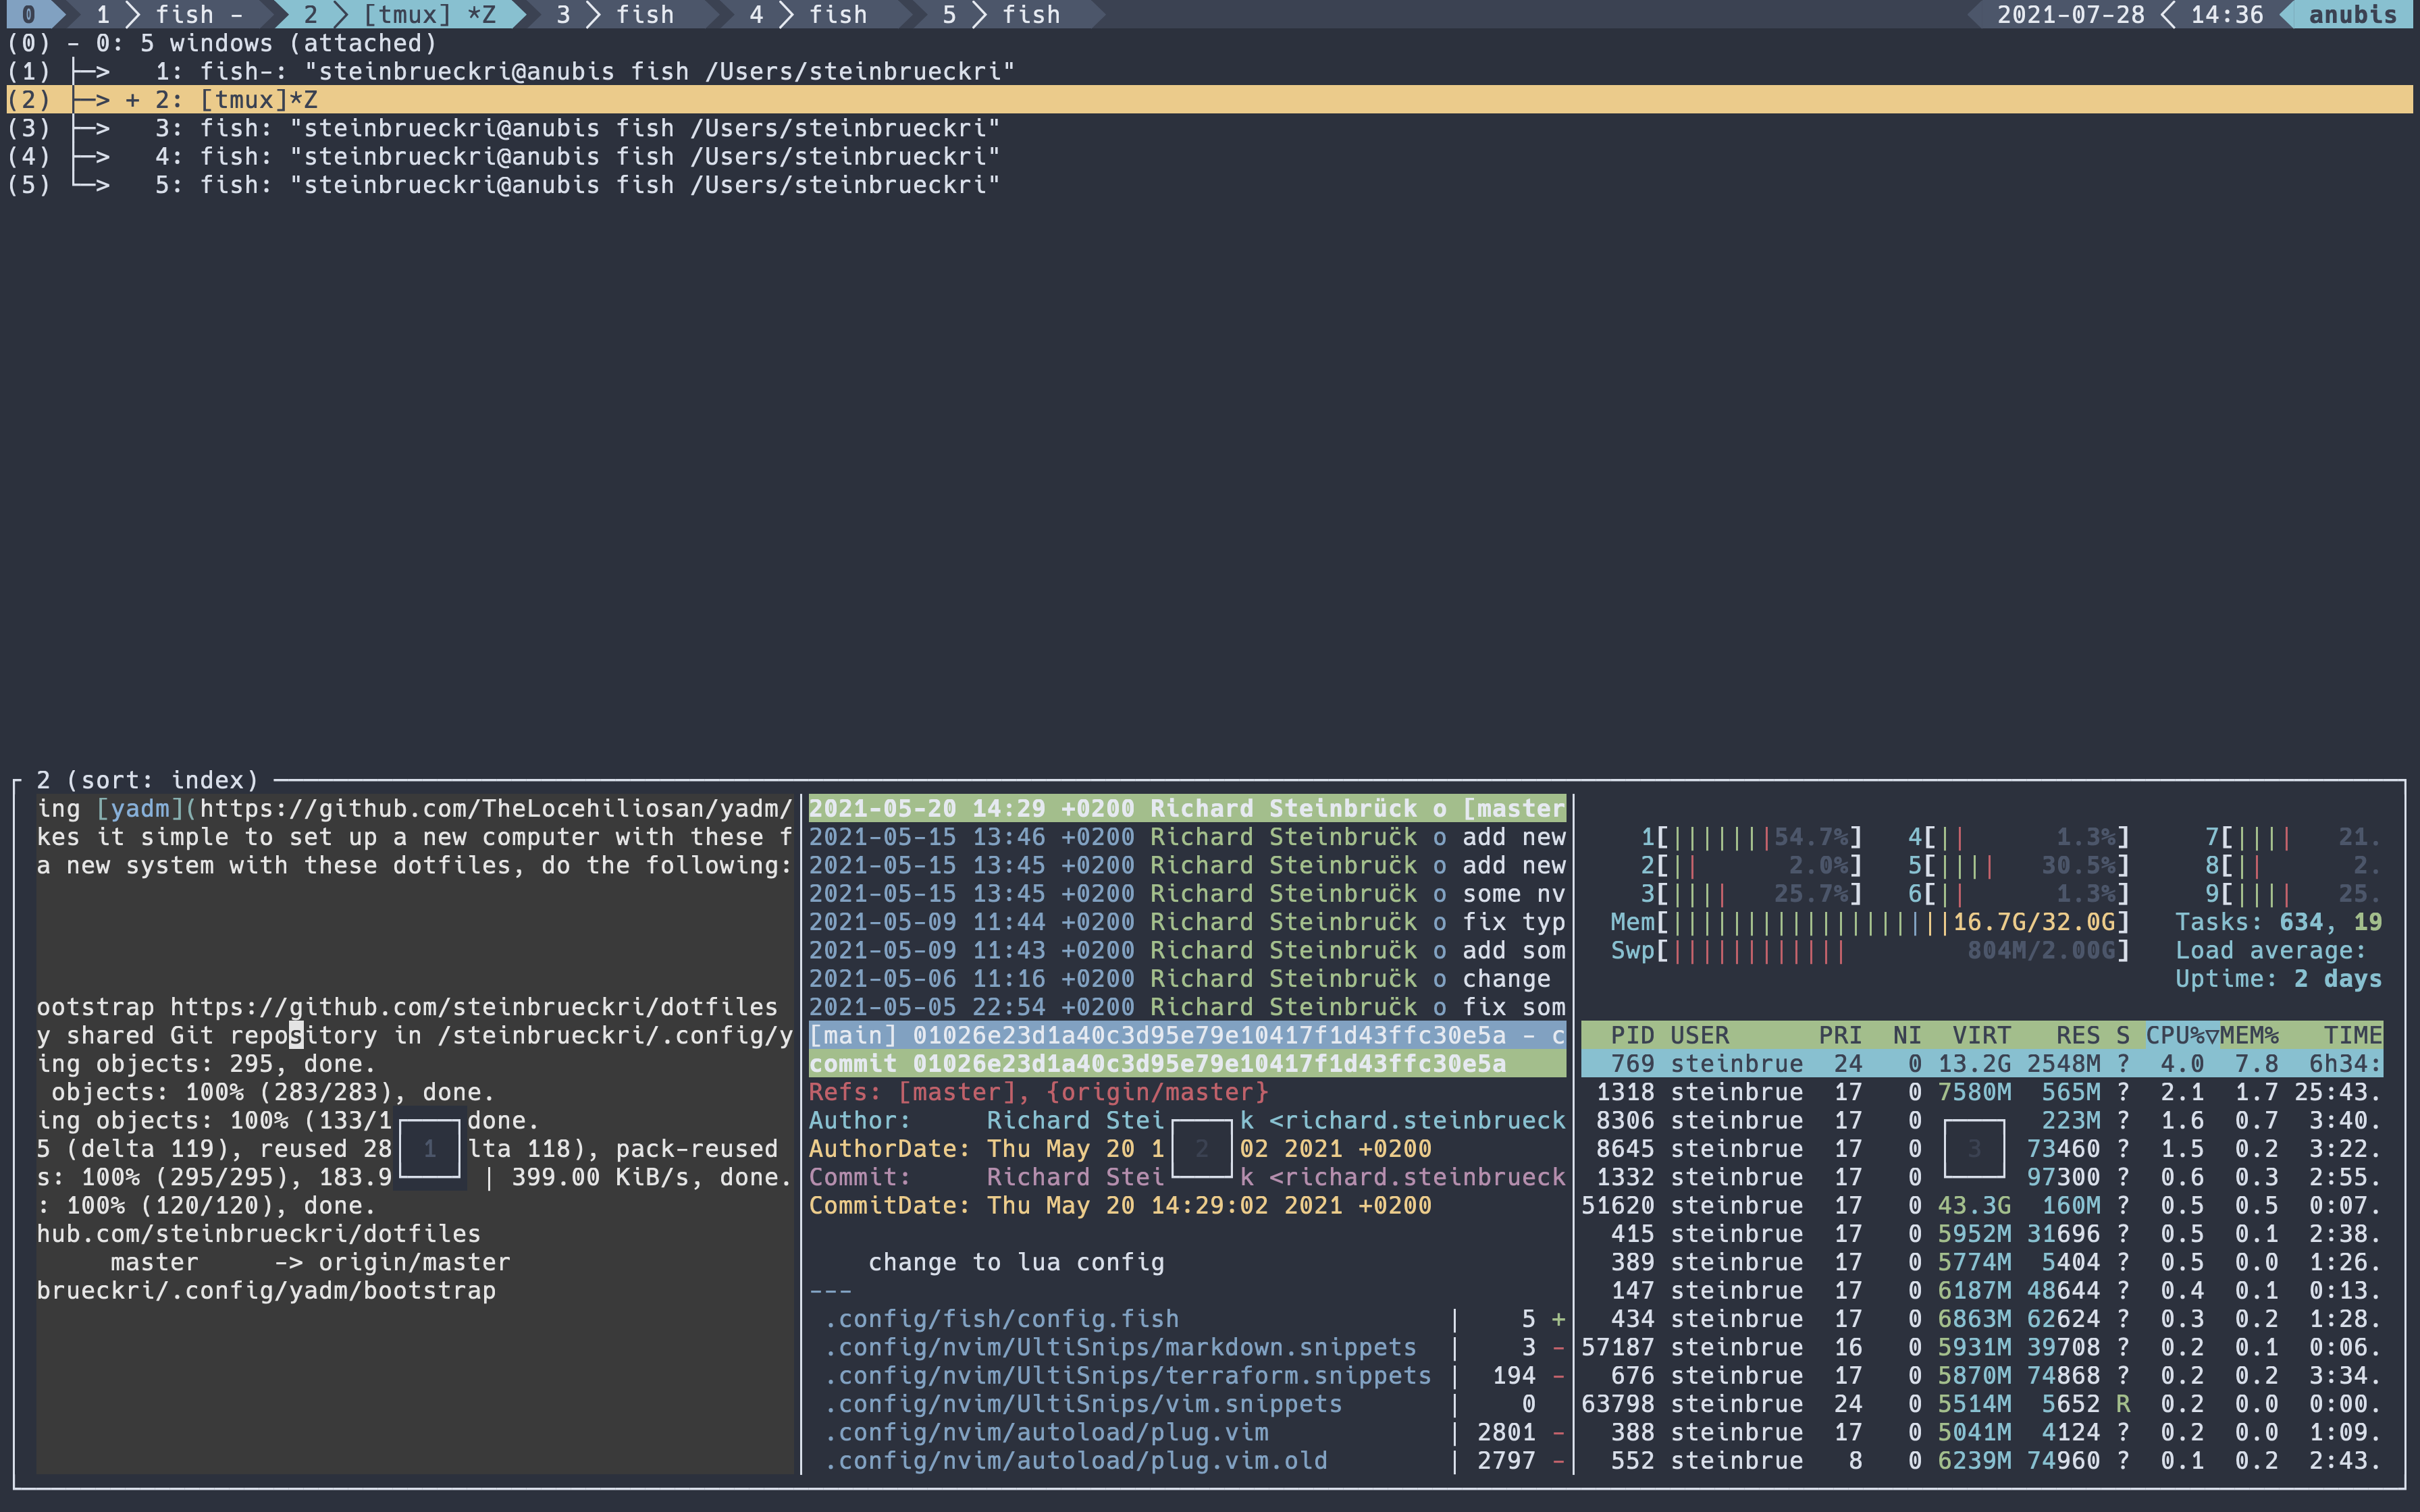 0 1 fish - 2 [tmux] *Z 3 fish 4 fish 5 fish 2021-07-28 14:36 anubis
(0) - 0: 5 windows (attached)
(1) ├─> 1: fish-: "steinbrueckri@anubis fish /Users/steinbrueckri"
(2) ├─> + 2: [tmux]*Z
(3) ├─> 3: fish: "steinbrueckri@anubis fish /Users/steinbrueckri"
(4) ├─> 4: fish: "steinbrueckri@anubis fish /Users/steinbrueckri"
(5) └─> 5: fish: "steinbrueckri@anubis fish /Users/steinbrueckri"
2 (sort: index)
ing [yadm](https://github.com/TheLocehiliosan/yadm/
kes it simple to set up a new computer with these f
a new system with these dotfiles, do the following:
ootstrap https://github.com/steinbrueckri/dotfiles
y shared Git repository in /steinbrueckri/.config/y
ing objects: 295, done.
objects: 100% (283/283), done.
ing objects: 100% (133/1 done.
5 (delta 119), reused 28 1 lta 118), pack-reused
s: 100% (295/295), 183.9 | 399.00 KiB/s, done.
: 100% (120/120), done.
hub.com/steinbrueckri/dotfiles
master -> origin/master
brueckri/.config/yadm/bootstrap
2021-05-20 14:29 +0200 Richard Steinbrück o [master
2021-05-15 13:46 +0200 Richard Steinbrück o add new
2021-05-15 13:45 +0200 Richard Steinbrück o add new
2021-05-15 13:45 +0200 Richard Steinbrück o some nv
2021-05-09 11:44 +0200 Richard Steinbrück o fix typ
2021-05-09 11:43 +0200 Richard Steinbrück o add som
2021-05-06 11:16 +0200 Richard Steinbrück o change
2021-05-05 22:54 +0200 Richard Steinbrück o fix som
[main] 01026e23d1a40c3d95e79e10417f1d43ffc30e5a - c
commit 01026e23d1a40c3d95e79e10417f1d43ffc30e5a
Refs: [master], {origin/master}
Author: Richard Stei k <richard.steinbrueck
AuthorDate: Thu May 20 1 2 02 2021 +0200
Commit: Richard Stei k <richard.steinbrueck
CommitDate: Thu May 20 14:29:02 2021 +0200
change to lua config
---
.config/fish/config.fish | 5 +
.config/nvim/UltiSnips/markdown.snippets | 3 -
.config/nvim/UltiSnips/terraform.snippets | 194 -
.config/nvim/UltiSnips/vim.snippets | 0
.config/nvim/autoload/plug.vim | 2801 -
.config/nvim/autoload/plug.vim.old | 2797 -
1[|||||||54.7%] 4[|| 1.3%] 7[|||| 21.
2[|| 2.0%] 5[|||| 30.5%] 8[|| 2.
3[|||| 25.7%] 6[|| 1.3%] 9[|||| 25.
Mem[|||||||||||||||||||16.7G/32.0G] Tasks: 634, 19
Swp[|||||||||||| 804M/2.00G] Load average:
Uptime: 2 days
PID USER PRI NI VIRT RES S CPU%▽MEM% TIME
769 steinbrue 24 0 13.2G 2548M ? 4.0 7.8 6h34:
1318 steinbrue 17 0 7580M 565M ? 2.1 1.7 25:43.
8306 steinbrue 17 0 223M ? 1.6 0.7 3:40.
8645 steinbrue 17 0 3 73460 ? 1.5 0.2 3:22.
1332 steinbrue 17 0 97300 ? 0.6 0.3 2:55.
51620 steinbrue 17 0 43.3G 160M ? 0.5 0.5 0:07.
415 steinbrue 17 0 5952M 31696 ? 0.5 0.1 2:38.
389 steinbrue 17 0 5774M 5404 ? 0.5 0.0 1:26.
147 steinbrue 17 0 6187M 48644 ? 0.4 0.1 0:13.
434 steinbrue 17 0 6863M 62624 ? 0.3 0.2 1:28.
57187 steinbrue 16 0 5931M 39708 ? 0.2 0.1 0:06.
676 steinbrue 17 0 5870M 74868 ? 0.2 0.2 3:34.
63798 steinbrue 24 0 5514M 5652 R 0.2 0.0 0:00.
388 steinbrue 17 0 5041M 4124 ? 0.2 0.0 1:09.
552 steinbrue 8 0 6239M 74960 ? 0.1 0.2 2:43.